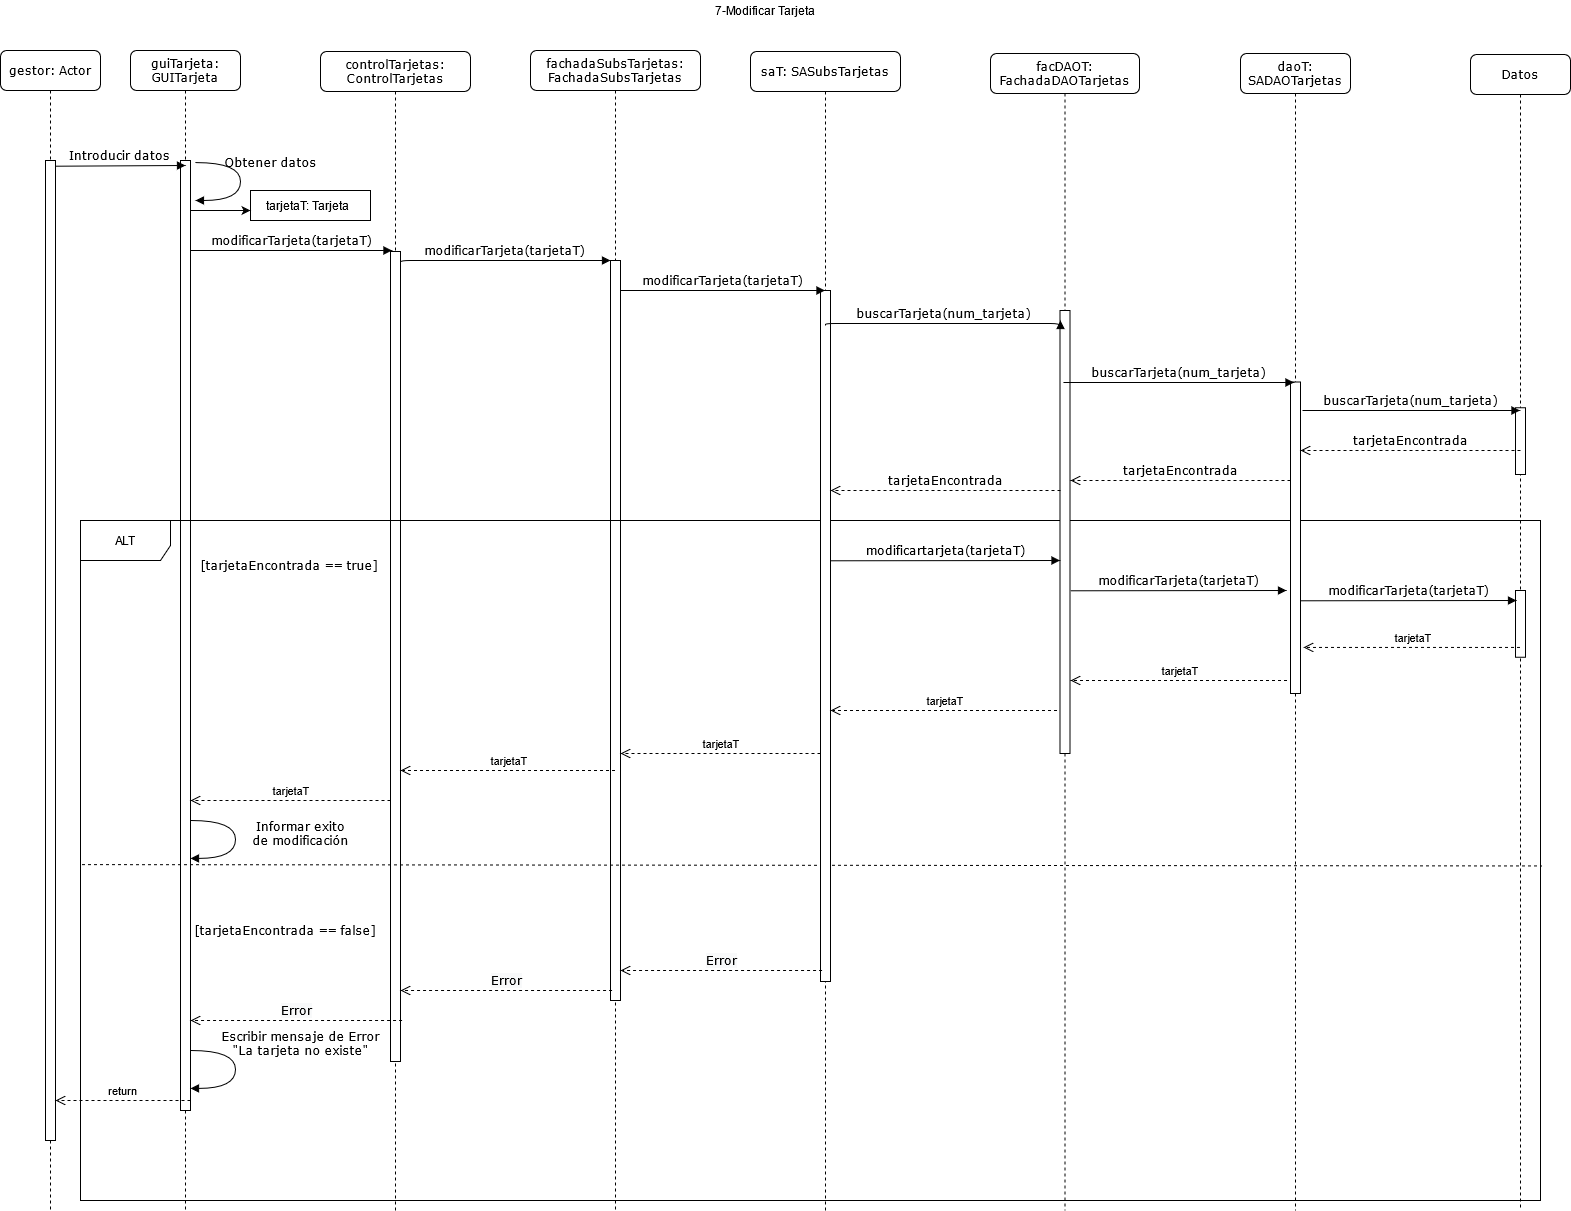 7-Modificar Tarjeta
gestor: Actor
guiTarjeta:
GUITarjeta
controlTarjetas:
ControlTarjetas
fachadaSubsTarjetas:
FachadaSubsTarjetas
saT: SASubsTarjetas
facDAOT:
FachadaDAOTarjetas
daoT:
SADAOTarjetas
Datos
Introducir datos
Obtener datos
tarjetaT: Tarjeta
modificarTarjeta(tarjetaT)
modificarTarjeta(tarjetaT)
modificarTarjeta(tarjetaT)
buscarTarjeta(num_tarjeta)
buscarTarjeta(num_tarjeta)
buscarTarjeta(num_tarjeta)
tarjetaEncontrada
tarjetaEncontrada
tarjetaEncontrada
ALT
[tarjetaEncontrada == true]
modificartarjeta(tarjetaT)
modificarTarjeta(tarjetaT)
modificarTarjeta(tarjetaT)
tarjetaT
tarjetaT
tarjetaT
tarjetaT
tarjetaT
tarjetaT
Informar exito
de modificación
[tarjetaEncontrada == false]
Error
Error
Error
Escribir mensaje de Error
"La tarjeta no existe"
return